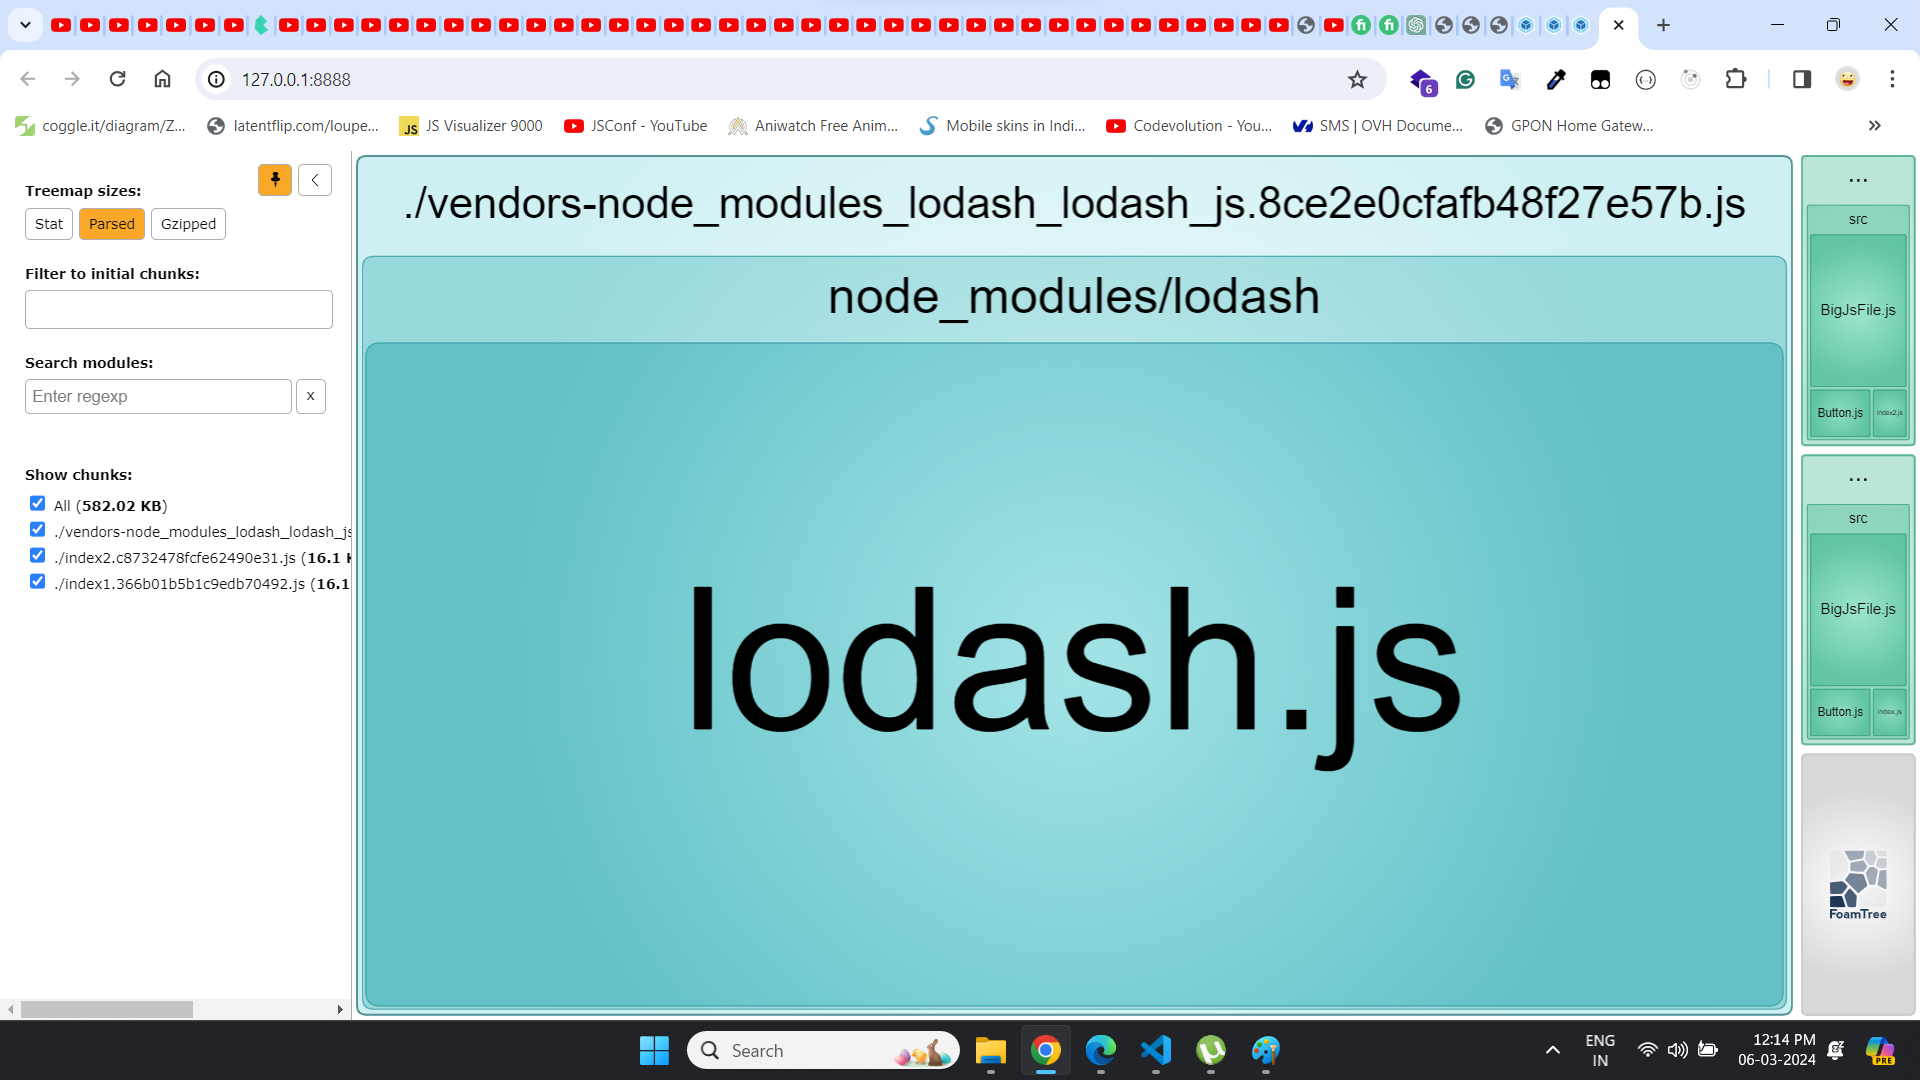 127.0.0.1:8888
6
coggle.it/diagram/Z...
latentflip.com/loupe...
JS Visualizer 9000
JSConf - YouTube
Aniwatch Free Anim...
Mobile skins in Indi...
Codevolution - You...
SMS | OVH Docume...
GPON Home Gatew...
Treemap sizes:
Stat
Parsed
Gzipped
Filter to initial chunks:
Search modules:
Enter regexp
x
Show chunks:
All (582.02 KB)
./vendors-node_modules_lodash_lodash_js
./index2.c8732478fcfe62490e31.js (16.1 K
./index1.366b01b5b1c9edb70492.js (16.1
./vendors-node_modules_lodash_lodash_js.8ce2e0cfafb48f27e57b.js
node_modules/lodash
lodash.js
...
src
BigJsFile.js
Button.js
index2.js
...
src
BigJsFile.js
Button.js
index.js
FoamTree
Search
ENG
IN
12:14 PM
06-03-2024
PRE